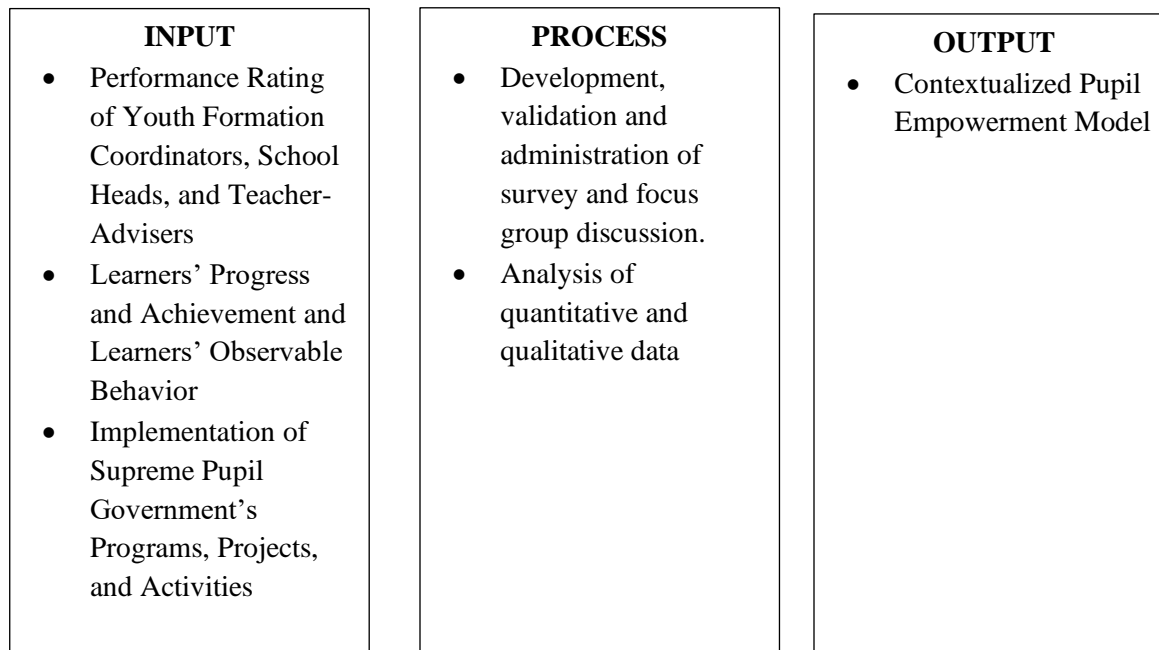 INPUT
• Performance Rating
of Youth Formation
Coordinators, School
Heads, and Teacher-
Advisers
• Learners’ Progress
and Achievement and
Learners’ Observable
Behavior
• Implementation of
Supreme Pupil
Government’s
Programs, Projects,
and Activities
PROCESS
• Development,
validation and
administration of
survey and focus
group discussion.
• Analysis of
quantitative and
qualitative data
OUTPUT
• Contextualized Pupil
Empowerment Model